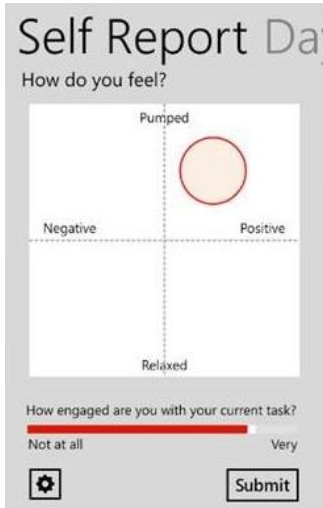 Self Report Day
How do you feel?
Pumped
Negative Positive
Relaxed
How engaged are you with your current task?
Not at all Very
Submit